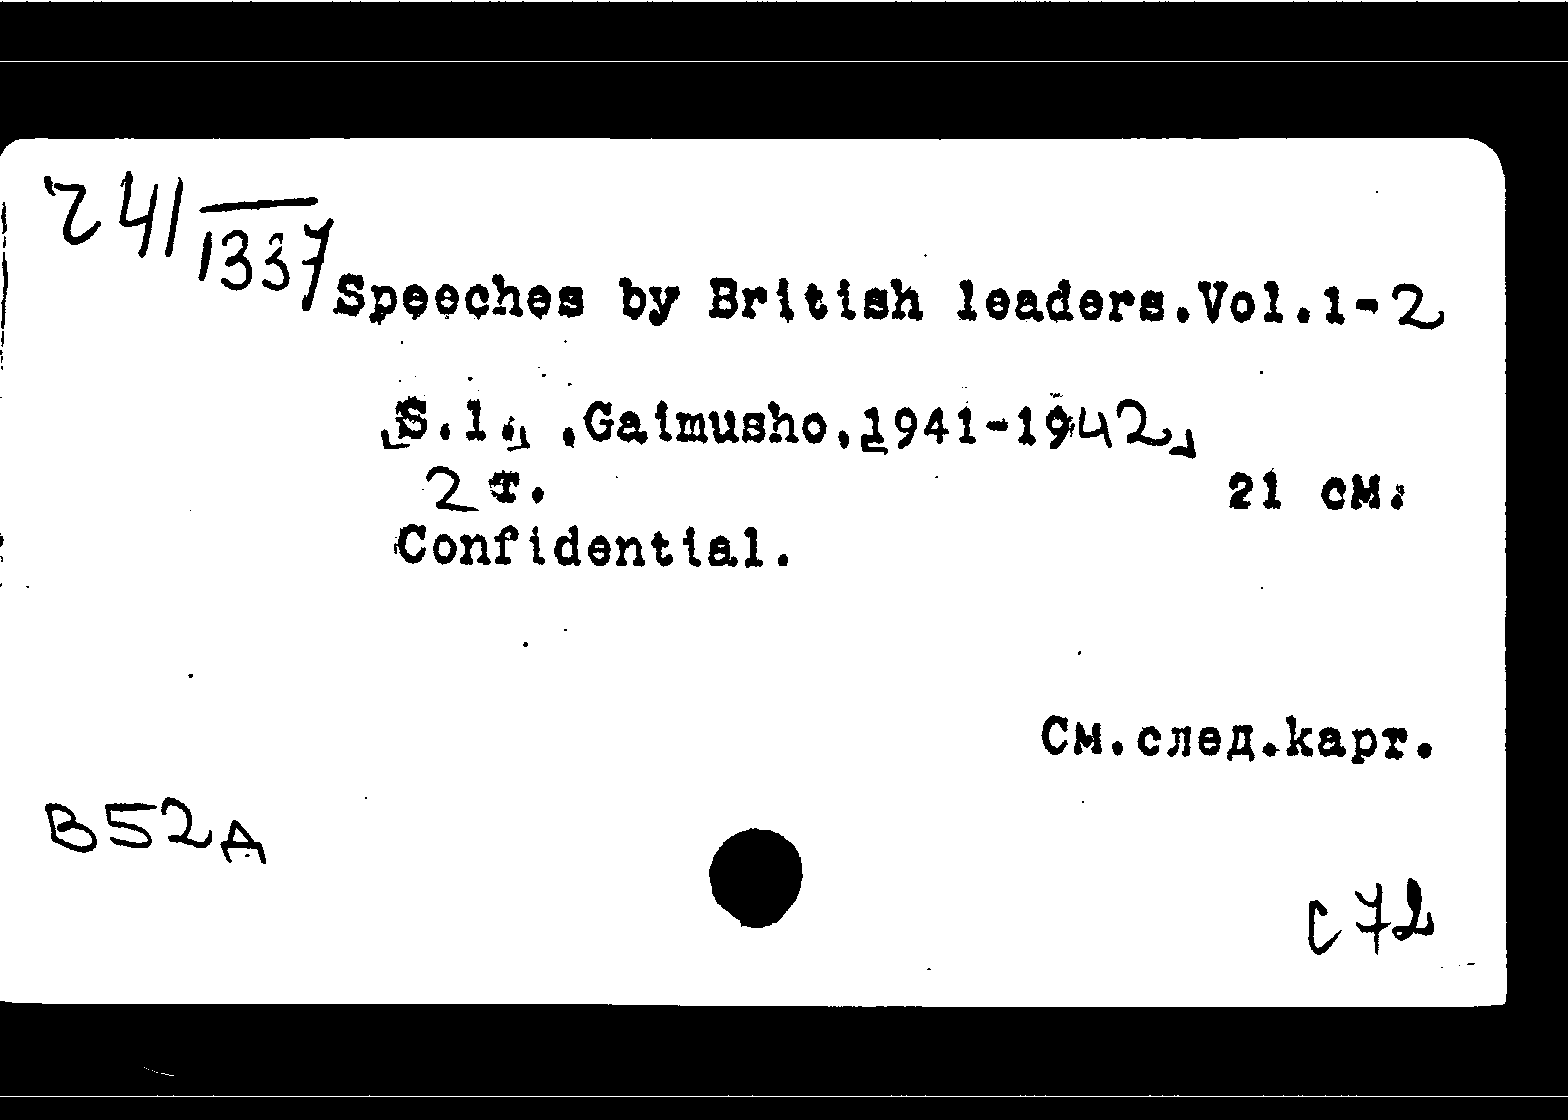 Z 41/1337
Speeches by British leaders.Vol.1-2
[S.l.] .Gaimusho,[1941-1942]
2 т.
21 см.
Confidential.
См.след.карт.
B52A
C72